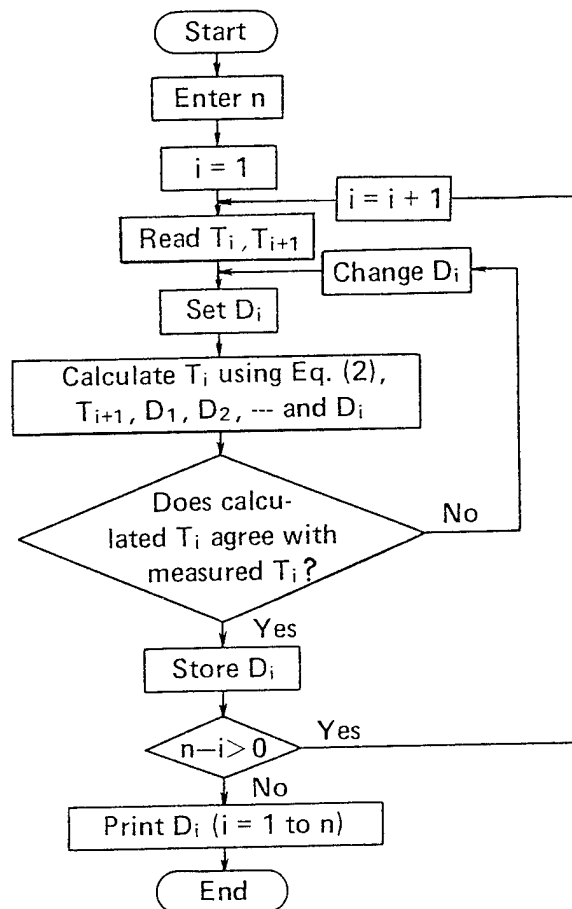 Start
Enter n
i = 1
i = i + 1
Read Tᵢ, Tᵢ₊₁
Change Dᵢ
Set Dᵢ
Calculate Tᵢ using Eq. (2),
Tᵢ₊₁, D₁, D₂, --- and Dᵢ
Does calcu-
lated Tᵢ agree with
measured Tᵢ?
No
Yes
Store Dᵢ
n–i>0
Yes
No
Print Dᵢ (i = 1 to n)
End